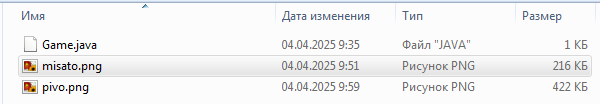 Имя Дата изменения Тип Размер
Game.java 04.04.2025 9:35 Файл "JAVA" 1 КБ
misato.png 04.04.2025 9:51 Рисунок PNG 216 КБ
pivo.png 04.04.2025 9:59 Рисунок PNG 422 КБ